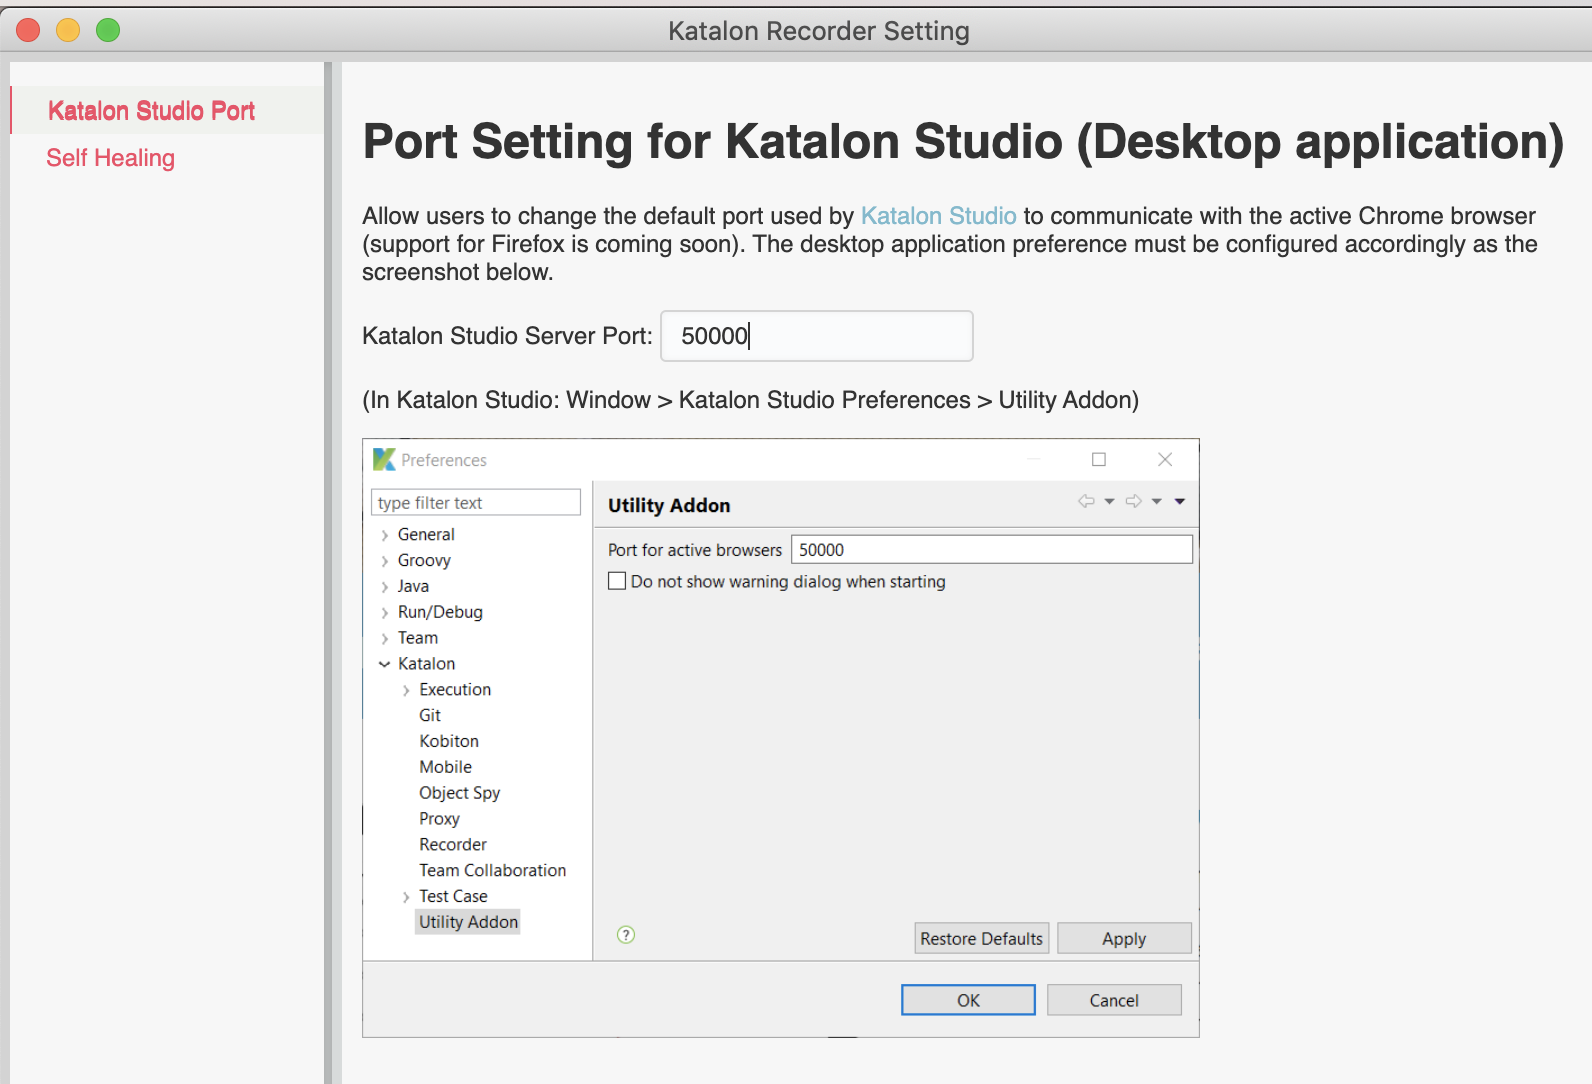 Katalon Recorder Setting
Katalon Studio Port
Self Healing
Port Setting for Katalon Studio (Desktop application)
Allow users to change the default port used by Katalon Studio to communicate with the active Chrome browser
(support for Firefox is coming soon). The desktop application preference must be configured accordingly as the
screenshot below.
Katalon Studio Server Port: 50000
(In Katalon Studio: Window > Katalon Studio Preferences > Utility Addon)
Preferences
type filter text
General
Groovy
Java
Run/Debug
Team
Katalon
Execution
Git
Kobiton
Mobile
Object Spy
Proxy
Recorder
Team Collaboration
Test Case
Utility Addon
Utility Addon
Port for active browsers 50000
Do not show warning dialog when starting
?
Restore Defaults Apply
OK Cancel